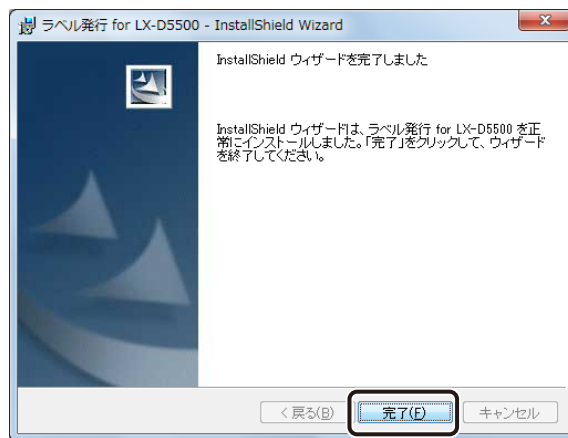 ラベル発行 for LX-D5500 - InstallShield Wizard
InstallShield ウィザードを完了しました
InstallShield ウィザードは、ラベル発行 for LX-D5500 を正
常にインストールしました。「完了」をクリックして、ウィザード
を終了してください。
< 戻る(B)
完了(F)
キャンセル